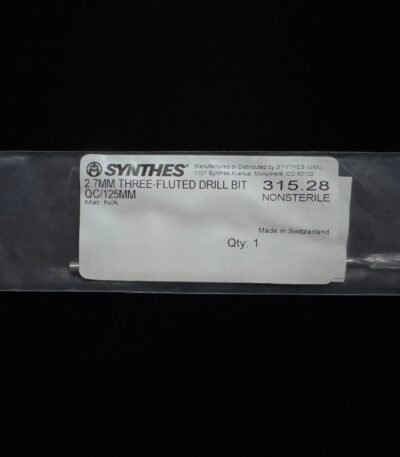 SYNTHES®
Manufactured or Distributed by SYNTHES (USA)
1101 Synthes Avenue, Monument, CO 80132
2.7MM THREE-FLUTED DRILL BIT 315.28
QC/125MM NONSTERILE
Mat: N/A
Made in Switzerland
Qty: 1